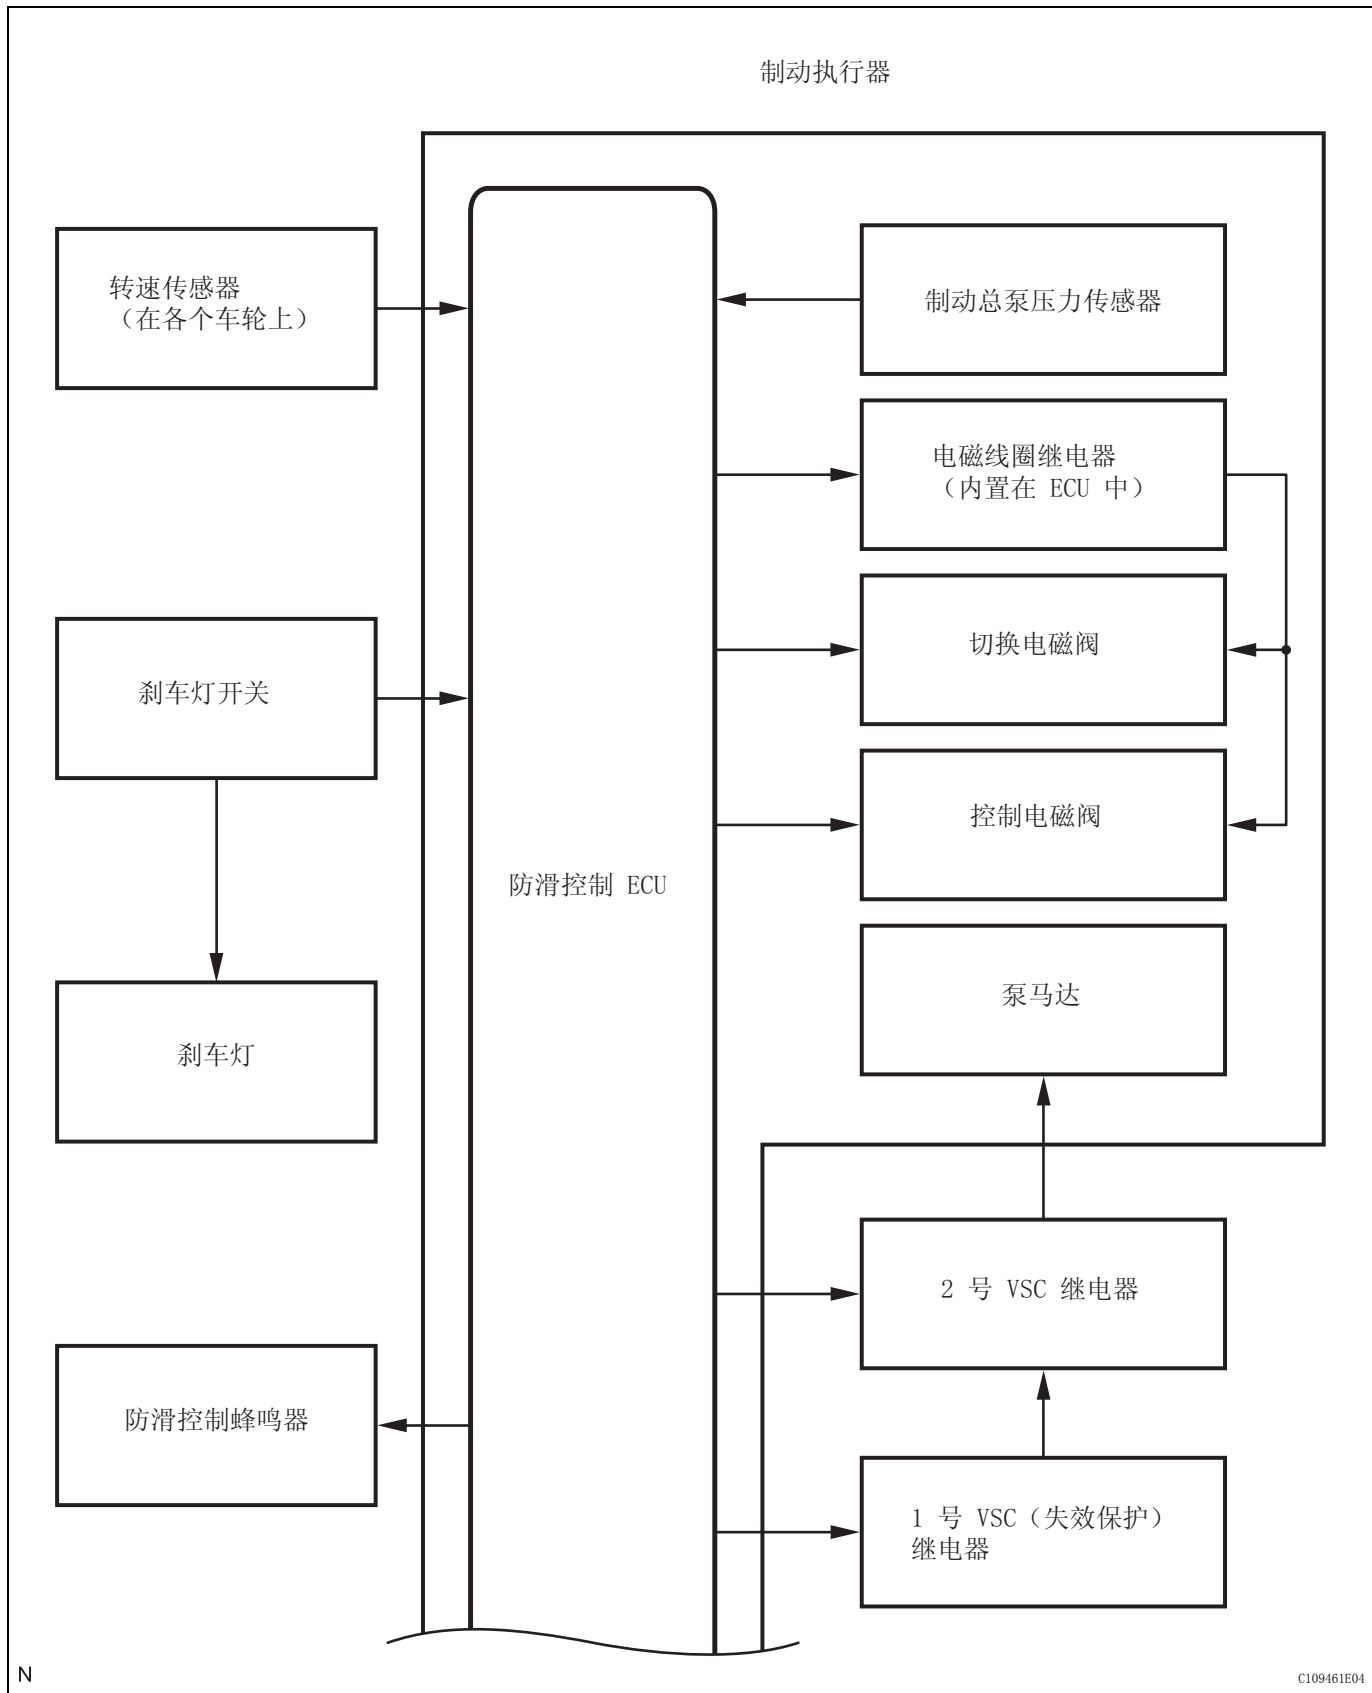 制动执行器
转速传感器
（在各个车轮上）
制动总泵压力传感器
电磁线圈继电器
（内置在 ECU 中）
切换电磁阀
刹车灯开关
控制电磁阀
防滑控制 ECU
泵马达
刹车灯
2 号 VSC 继电器
防滑控制蜂鸣器
1 号 VSC（失效保护）
继电器
N
C109461E04